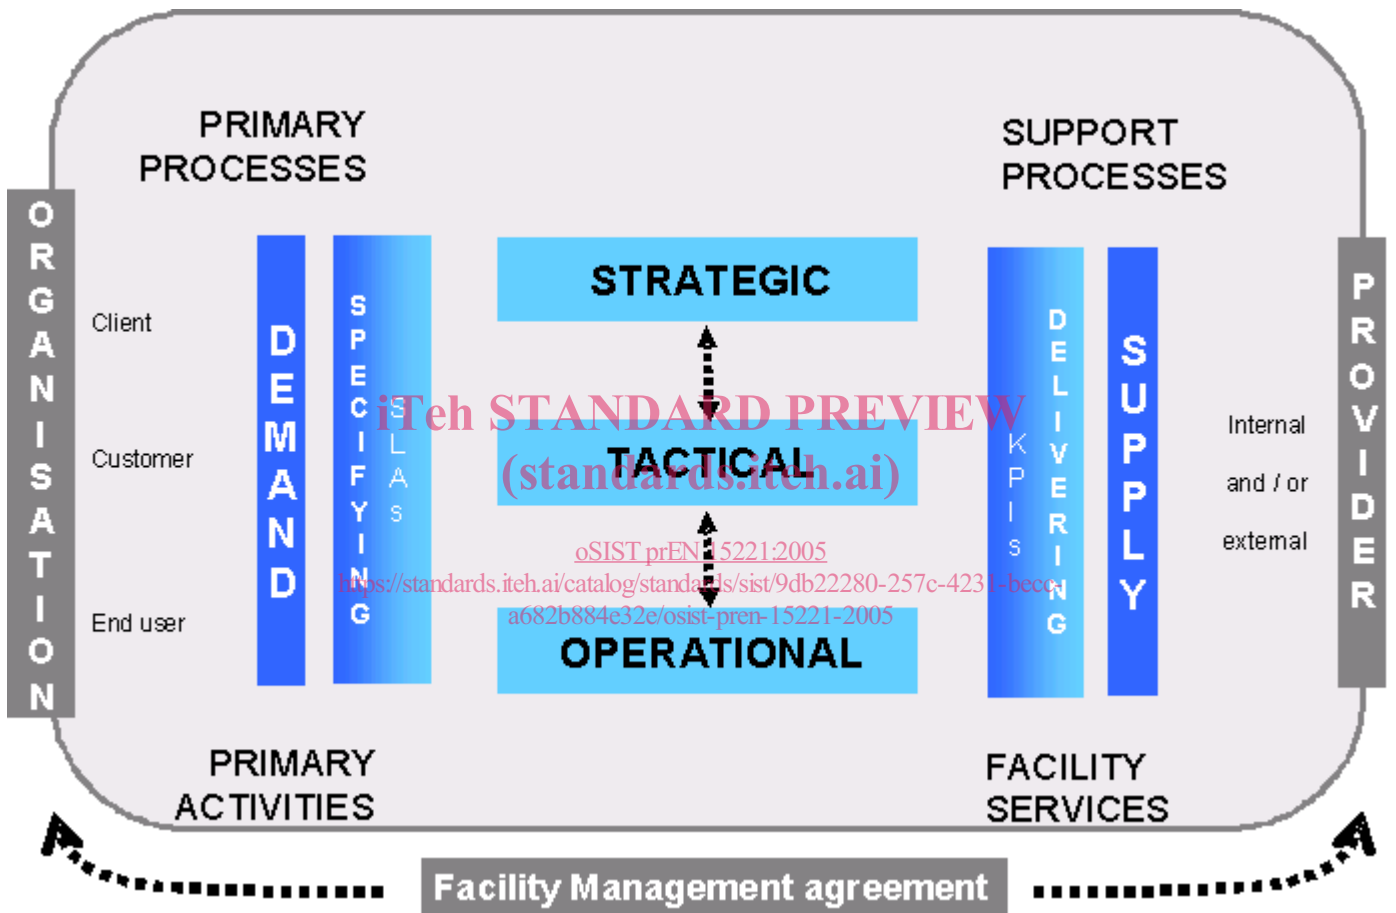 PRIMARY
PROCESSES
SUPPORT
PROCESSES
ORGANISATION
Client
Customer
End user
DEMAND
SPECIFYING
SLAs
STRATEGIC
TACTICAL
OPERATIONAL
iTeh STANDARD PREVIEW
(standards.iteh.ai)
oSIST prEN 15221:2005
https://standards.iteh.ai/catalog/standards/sist/9db22280-257c-4231-becc-
a682b884e32e/osist-pren-15221-2005
KPIs
DELIVERING
SUPPLY
Internal
and / or
external
PROVIDER
PRIMARY
ACTIVITIES
FACILITY
SERVICES
Facility Management agreement